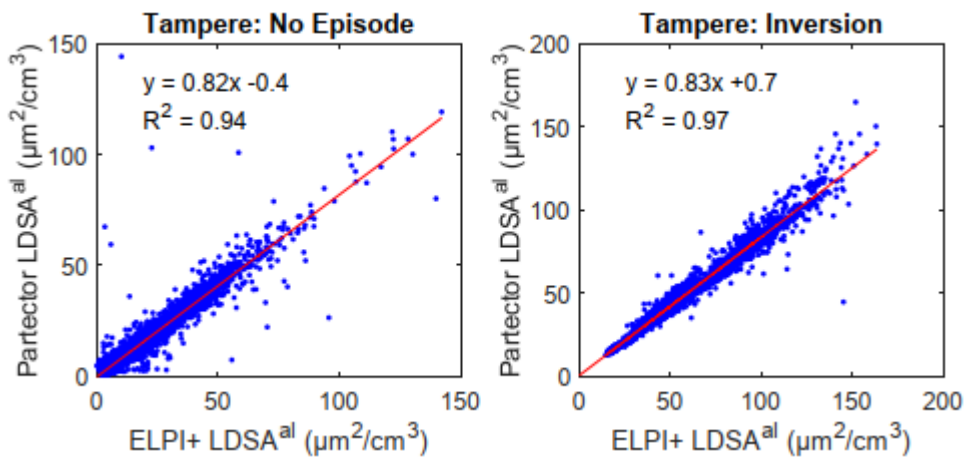 Tampere: No Episode
150
100
50
0
Partector LDSA^al (μm²/cm³)
y = 0.82x -0.4
R² = 0.94
0 50 100 150
ELPI+ LDSA^al (μm²/cm³)
Tampere: Inversion
200
150
100
50
0
Partector LDSA^al (μm²/cm³)
y = 0.83x +0.7
R² = 0.97
0 50 100 150 200
ELPI+ LDSA^al (μm²/cm³)